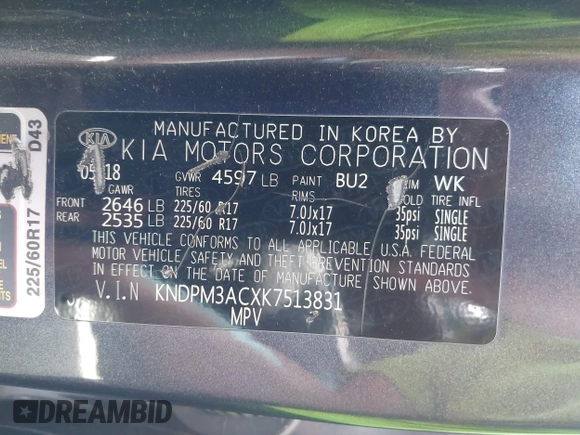 MANUFACTURED IN KOREA BY
KIA KIA MOTORS CORPORATION
GVWR 4597 LB PAINT BU2 WK
GAWR TIRES RIMS COLD TIRE INFL
FRONT 2646 LB 225/60 R17 7.0Jx17 35psi SINGLE
REAR 2535 LB 225/60 R17 7.0Jx17 35psi SINGLE
THIS VEHICLE CONFORMS TO ALL APPLICABLE U.S.A. FEDERAL
MOTOR VEHICLE SAFETY AND THEFT PREVENTION STANDARDS
IN EFFECT ON THE DATE OF MANUFACTURE SHOWN ABOVE.
V.I.N KNDPM3ACXK7513831
MPV
D43
225/60R17
DREAMBID